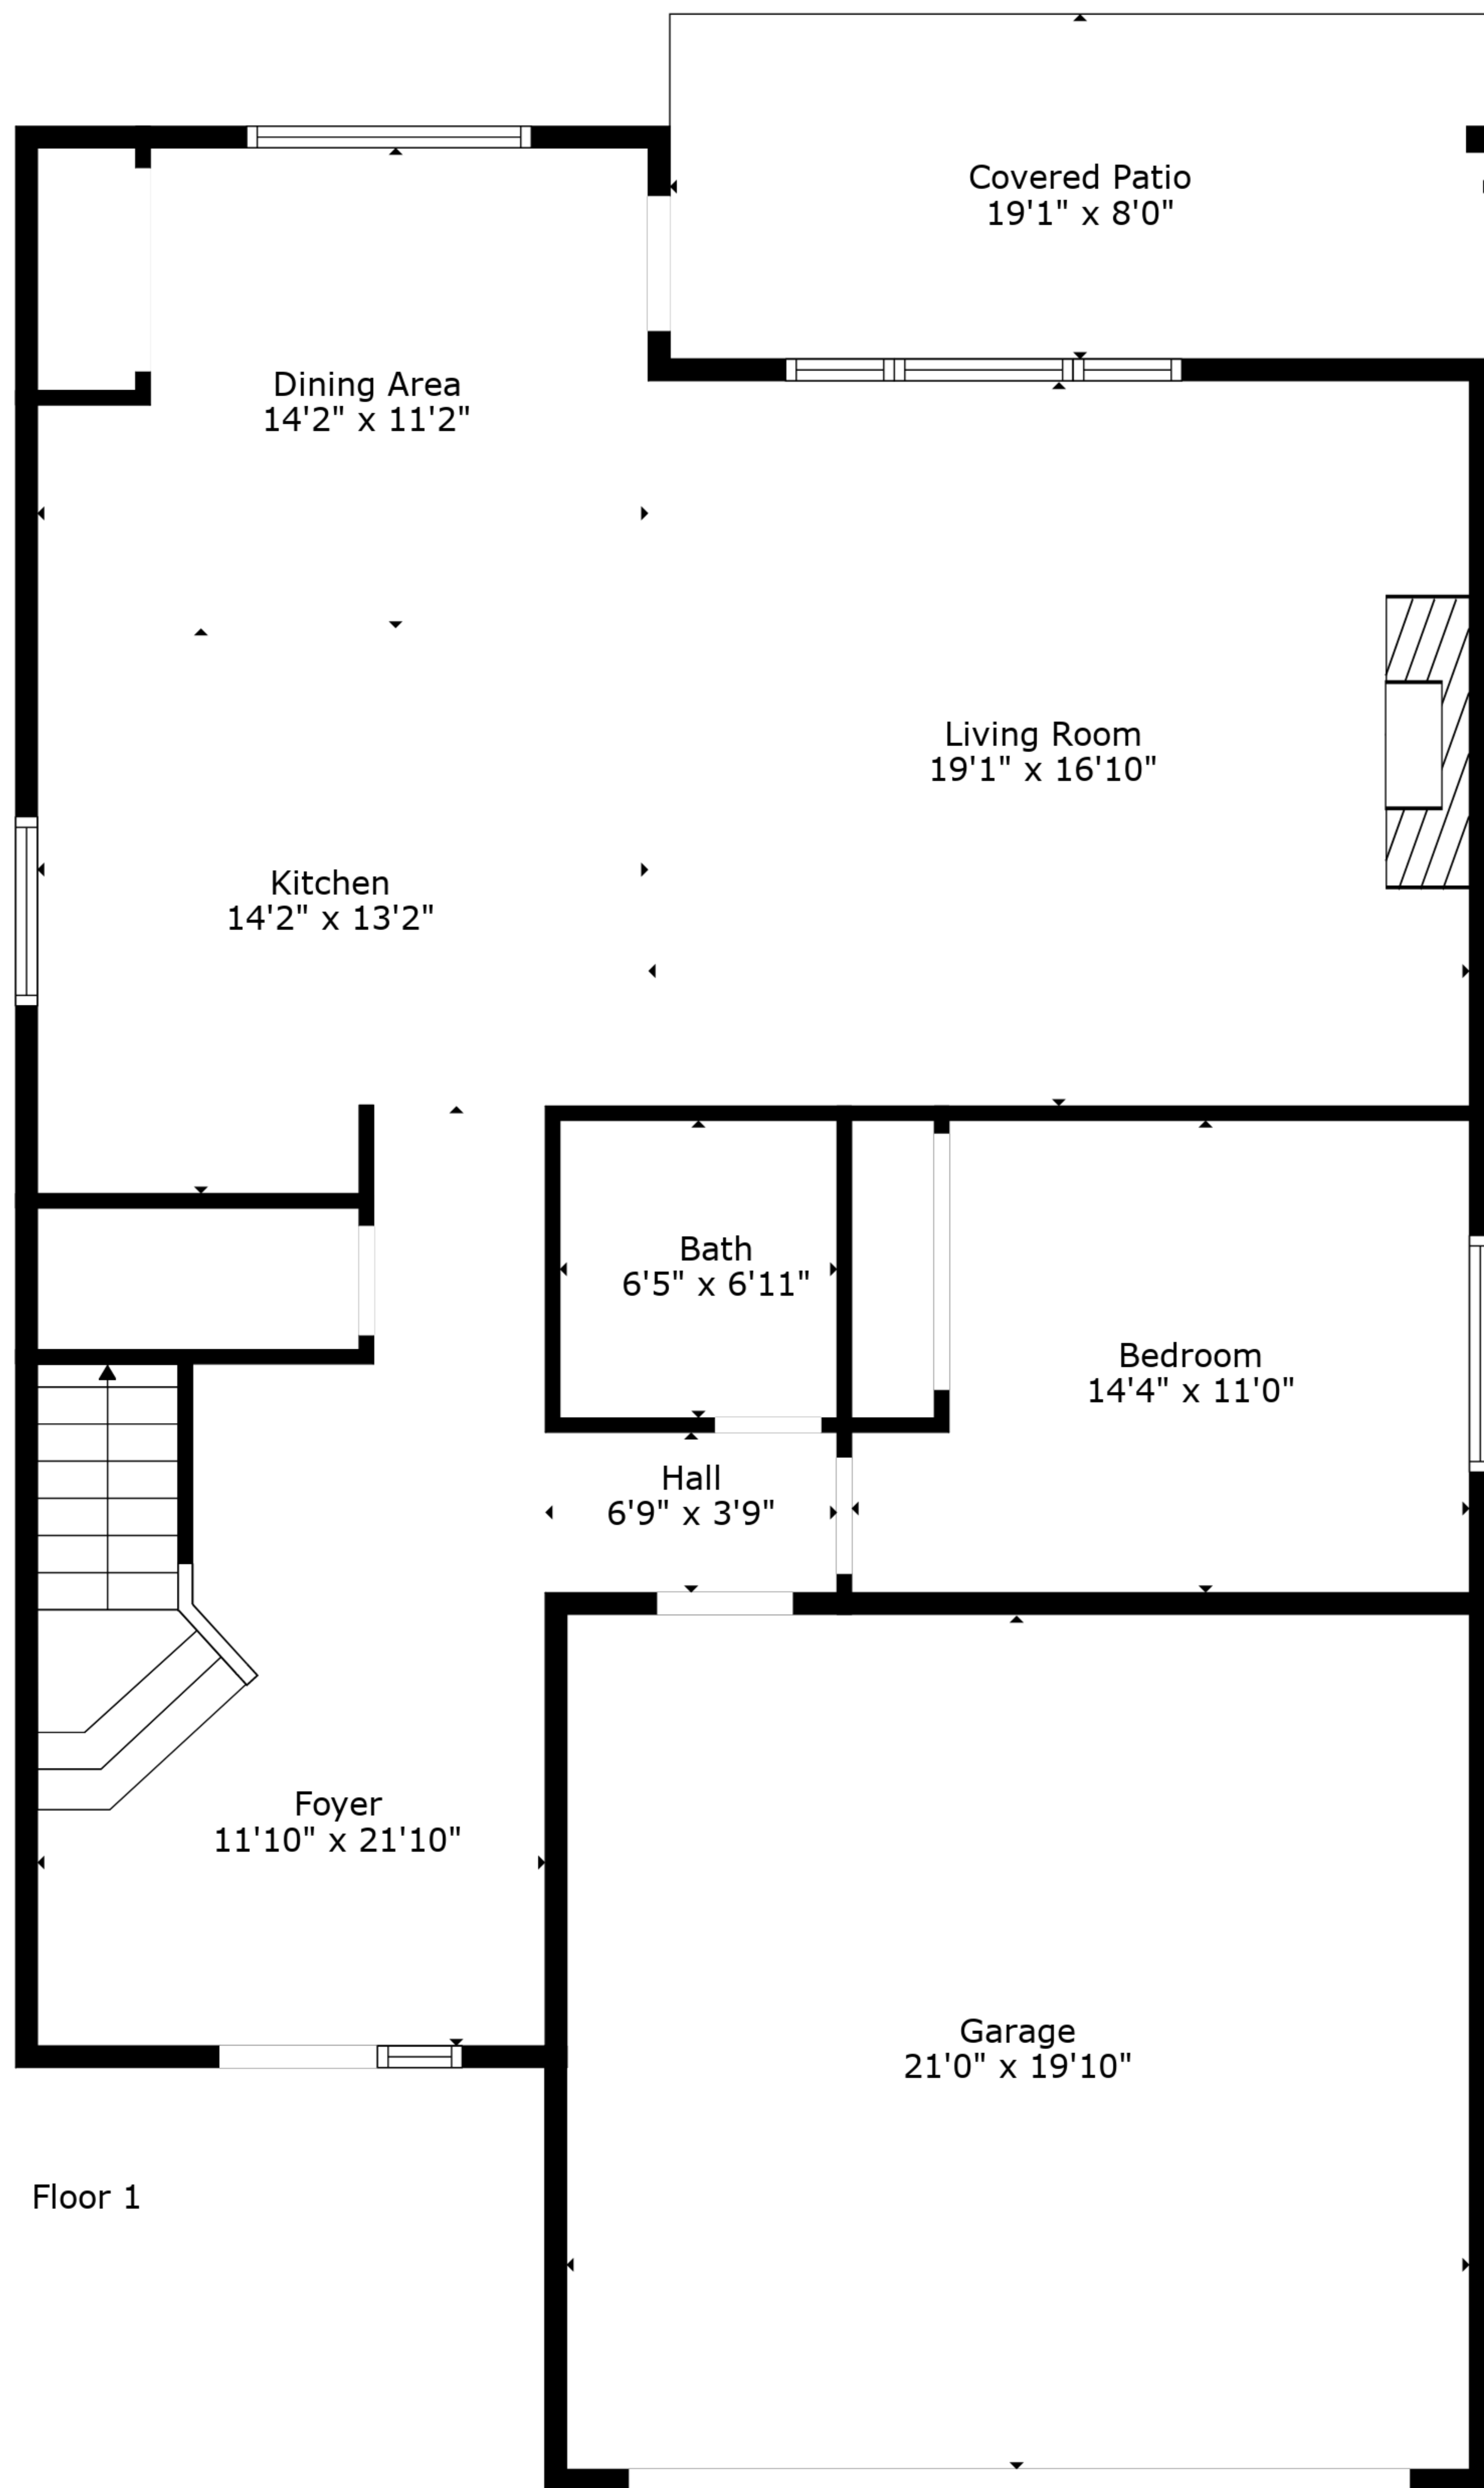 Covered Patio
19'1" x 8'0"
Dining Area
14'2" x 11'2"
Living Room
19'1" x 16'10"
Kitchen
14'2" x 13'2"
Bath
6'5" x 6'11"
Bedroom
14'4" x 11'0"
Hall
6'9" x 3'9"
Foyer
11'10" x 21'10"
Garage
21'0" x 19'10"
Floor 1